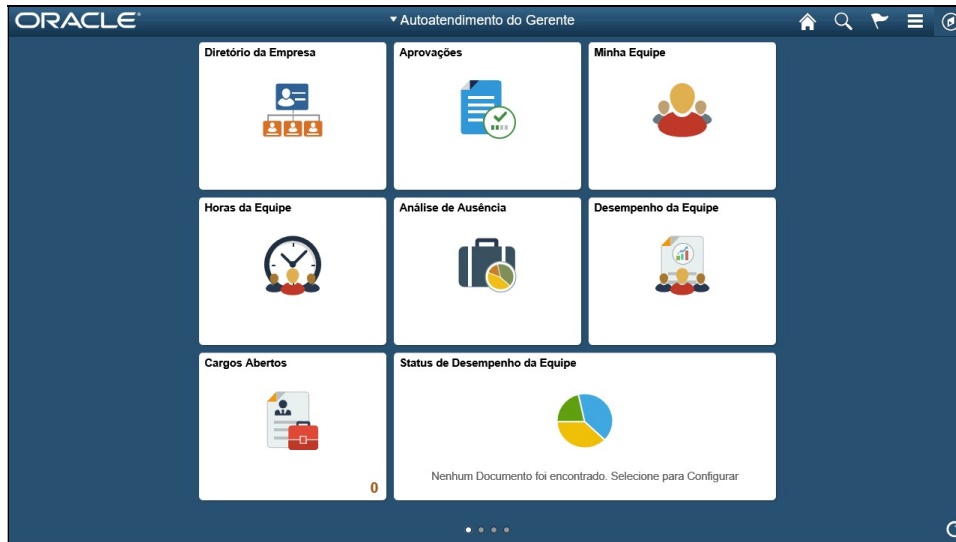 ORACLE
Autoatendimento do Gerente
Diretório da Empresa
Aprovações
Minha Equipe
Horas da Equipe
Análise de Ausência
Desempenho da Equipe
Cargos Abertos
0
Status de Desempenho da Equipe
Nenhum Documento foi encontrado. Selecione para Configurar